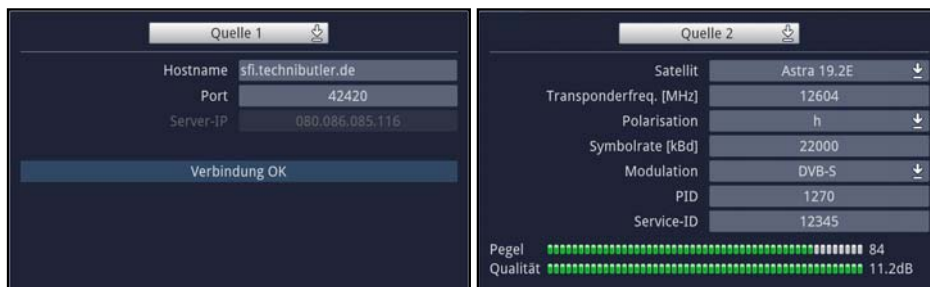 Quelle 1
Hostname sfi.technibutler.de
Port 42420
Server-IP 080.086.085.116
Verbindung OK
Quelle 2
Satellit Astra 19.2E
Transponderfreq. [MHz] 12604
Polarisation h
Symbolrate [kBd] 22000
Modulation DVB-S
PID 1270
Service-ID 12345
Pegel 84
Qualität 11.2dB